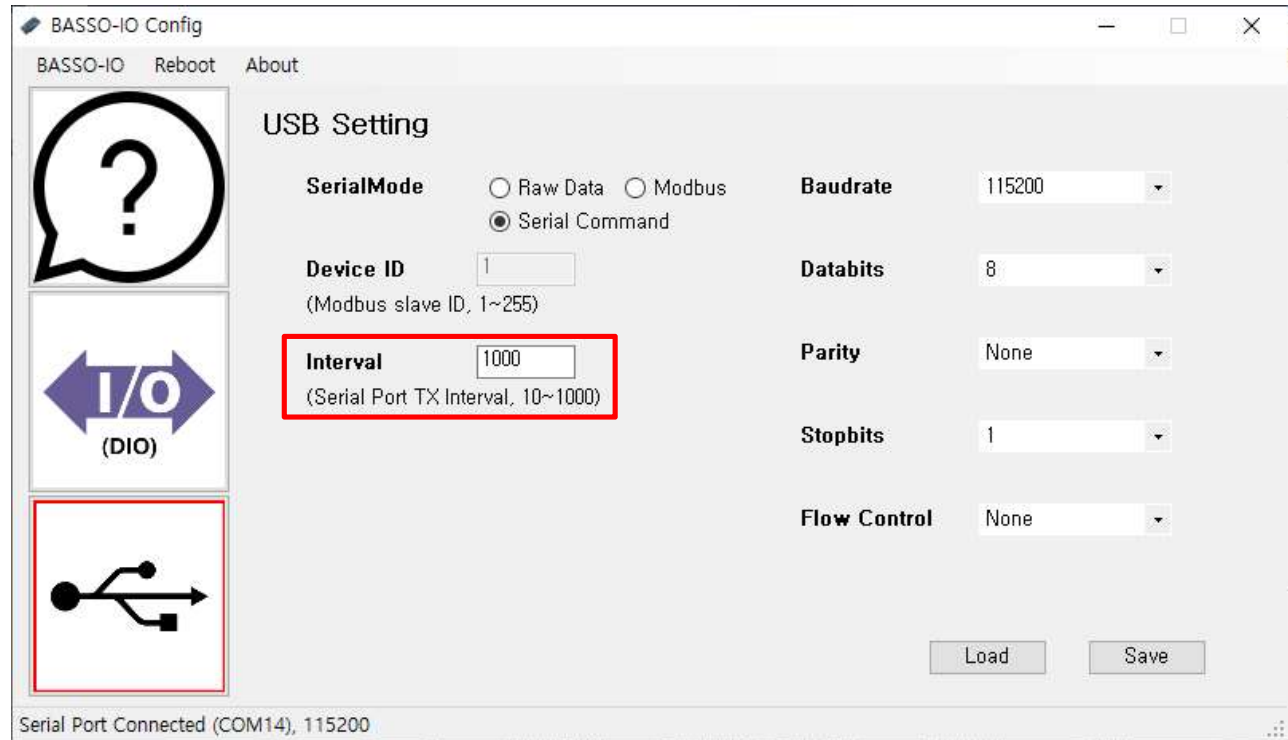 BASSO-IO Config
BASSO-IO Reboot About
?
USB Setting
SerialMode Raw Data Modbus
Serial Command
Baudrate 115200
Device ID 1
(Modbus slave ID, 1~255)
Databits 8
I/O
(DIO)
Interval 1000
(Serial Port TX Interval, 10~1000)
Parity None
Stopbits 1
Flow Control None
Load Save
Serial Port Connected (COM14), 115200